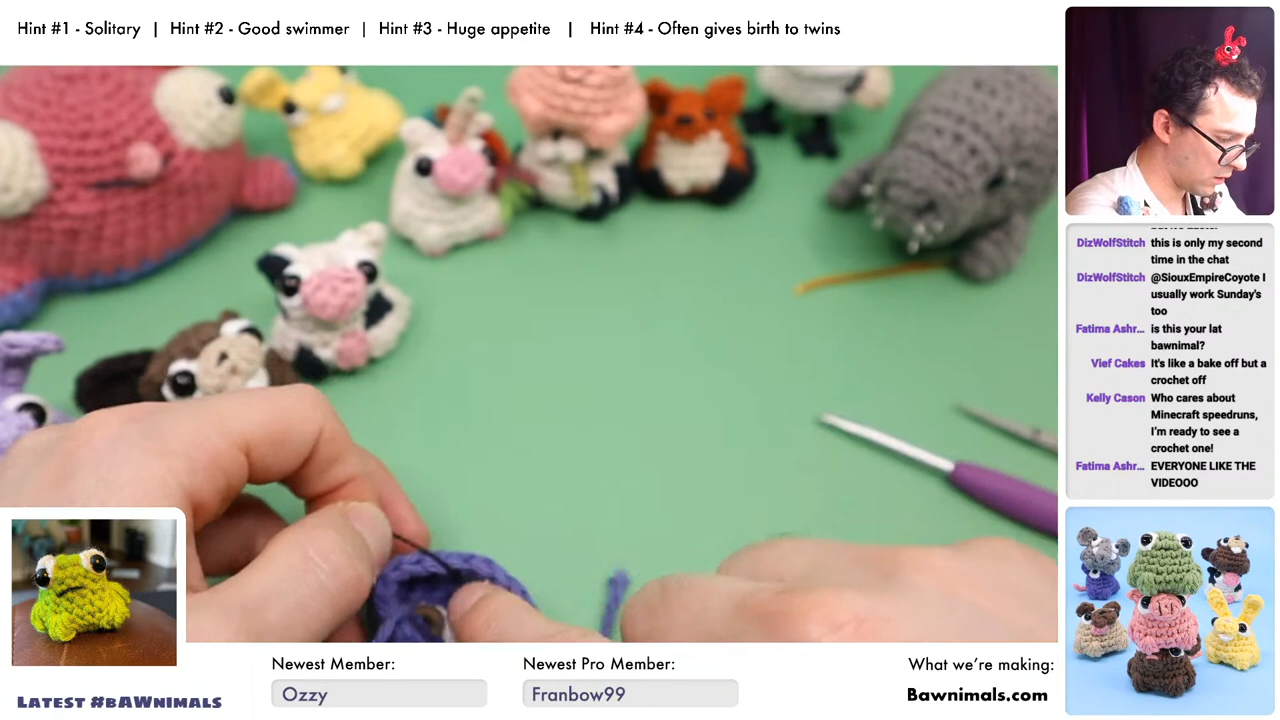 Hint #1 - Solitary | Hint #2 - Good swimmer | Hint #3 - Huge appetite | Hint #4 - Often gives birth to twins
DizWolfStitch this is only my second
time in the chat
DizWolfStitch @SiouxEmpireCoyote I
usually work Sunday's
too
Fatima Ashr... is this your lat
bawnimal?
Vief Cakes It's like a bake off but a
crochet off
Kelly Cason Who cares about
Minecraft speedruns,
I'm ready to see a
crochet one!
Fatima Ashr... EVERYONE LIKE THE
VIDEOOO
Newest Member:
Ozzy
Newest Pro Member:
Franbow99
What we're making:
Bawnimals.com
Latest #bAWnimals